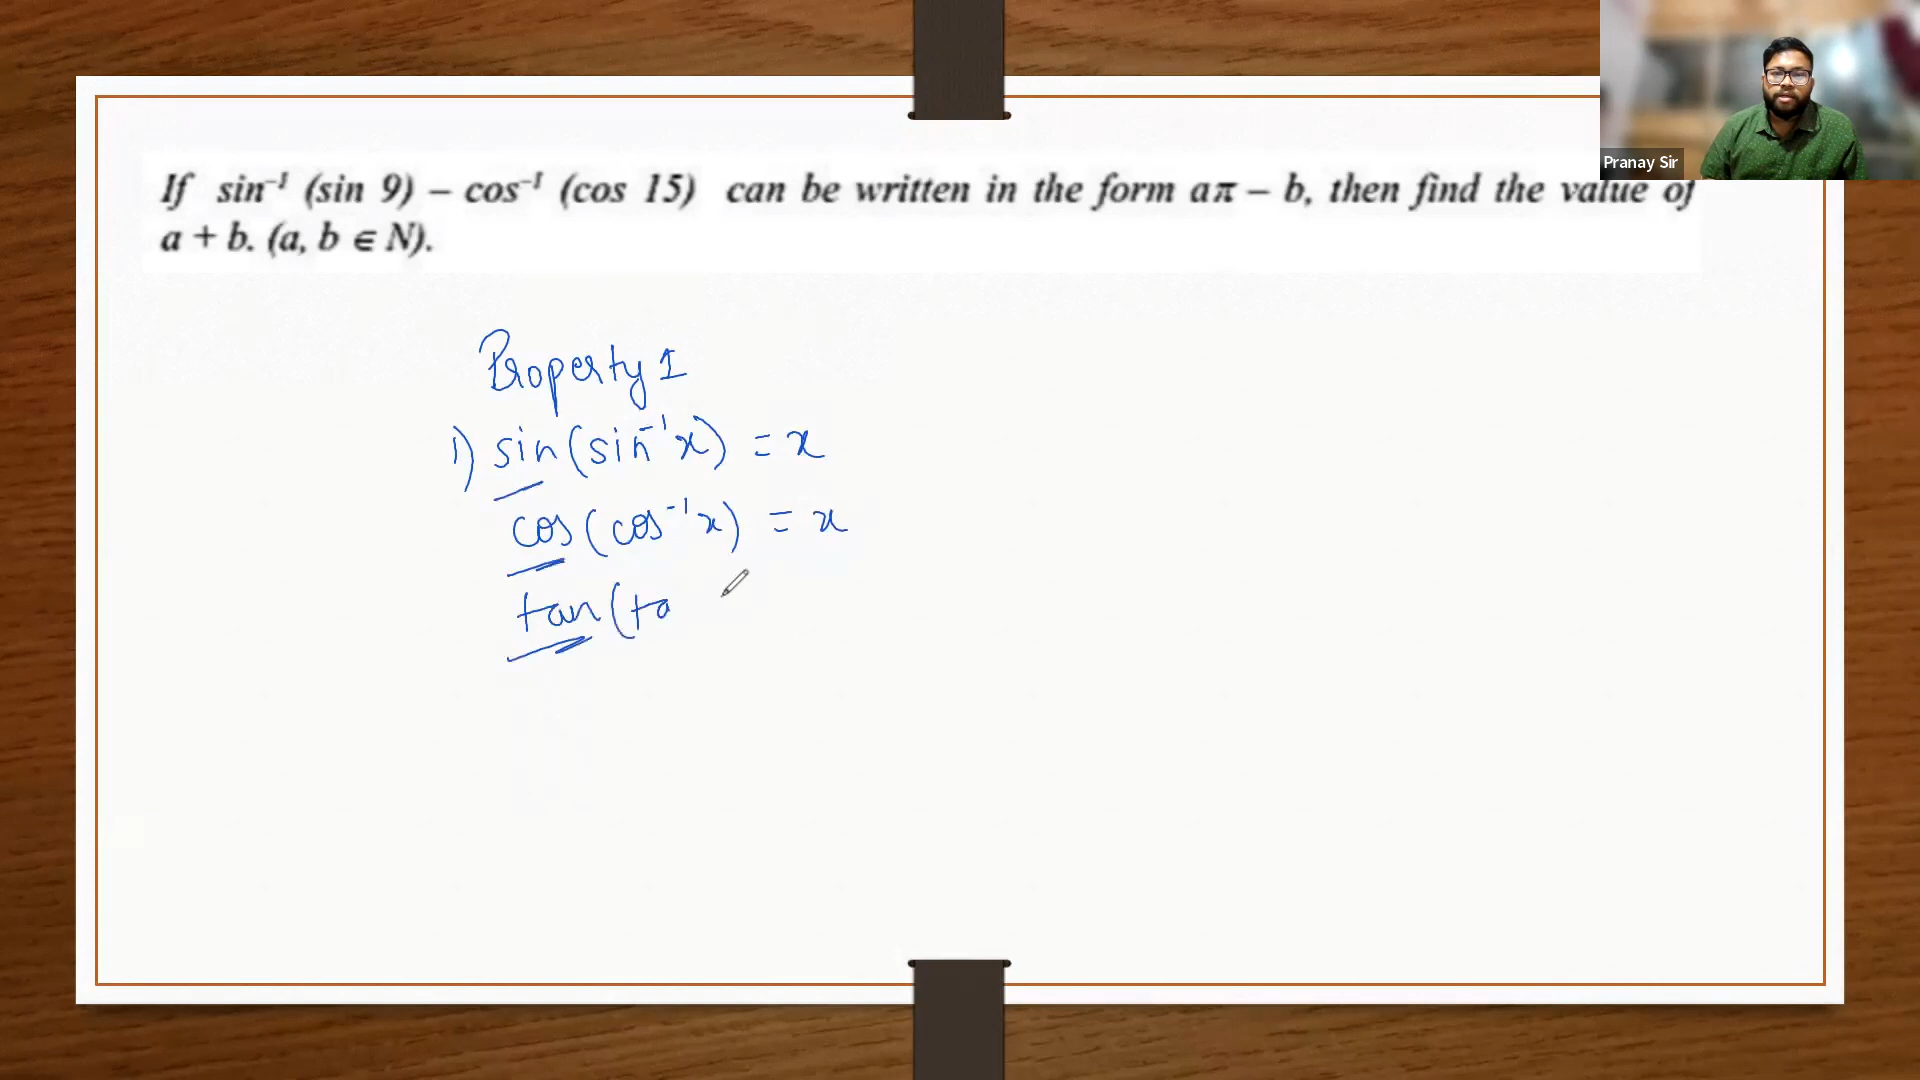 Pranay Sir
If sin⁻¹ (sin 9) – cos⁻¹ (cos 15) can be written in the form aπ – b, then find the value of
a + b. (a, b ∈ N).
Property 1
1) sin(sin⁻¹x) = x
cos(cos⁻¹x) = x
tan(ta